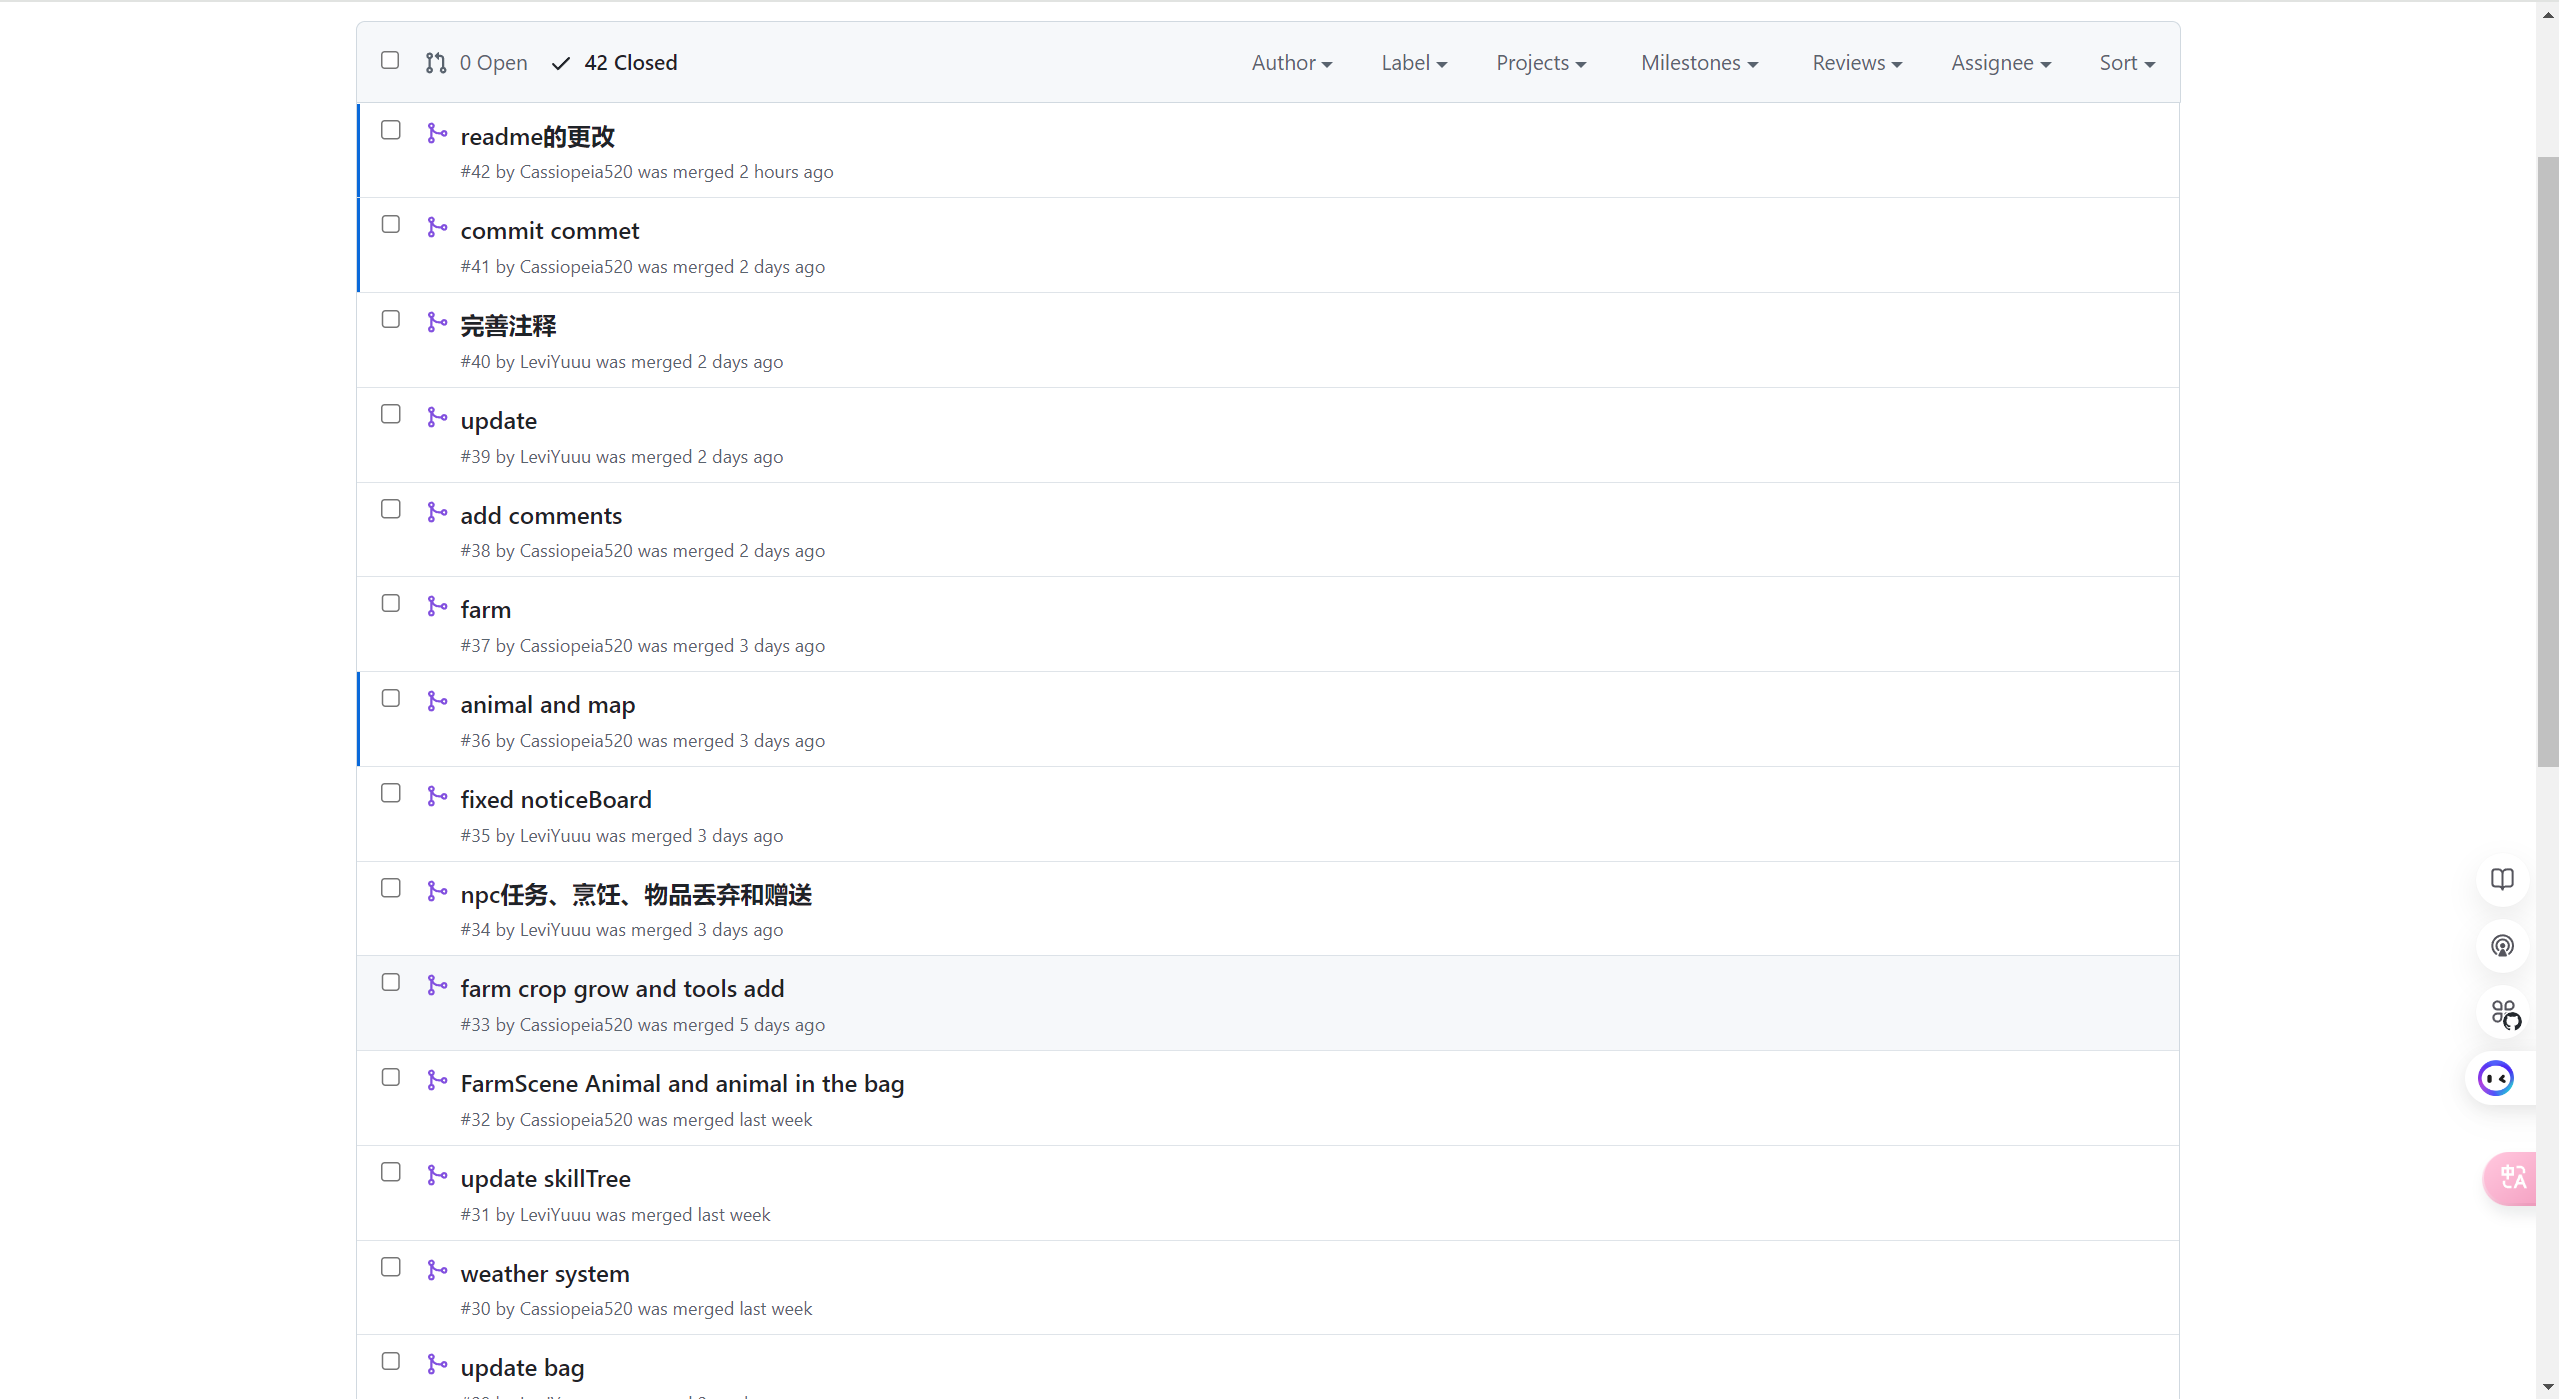 0 Open 42 Closed Author Label Projects Milestones Reviews Assignee Sort
readme的更改
#42 by Cassiopeia520 was merged 2 hours ago
commit commet
#41 by Cassiopeia520 was merged 2 days ago
完善注释
#40 by LeviYuuu was merged 2 days ago
update
#39 by LeviYuuu was merged 2 days ago
add comments
#38 by Cassiopeia520 was merged 2 days ago
farm
#37 by Cassiopeia520 was merged 3 days ago
animal and map
#36 by Cassiopeia520 was merged 3 days ago
fixed noticeBoard
#35 by LeviYuuu was merged 3 days ago
npc任务、烹饪、物品丢弃和赠送
#34 by LeviYuuu was merged 3 days ago
farm crop grow and tools add
#33 by Cassiopeia520 was merged 5 days ago
FarmScene Animal and animal in the bag
#32 by Cassiopeia520 was merged last week
update skillTree
#31 by LeviYuuu was merged last week
weather system
#30 by Cassiopeia520 was merged last week
update bag